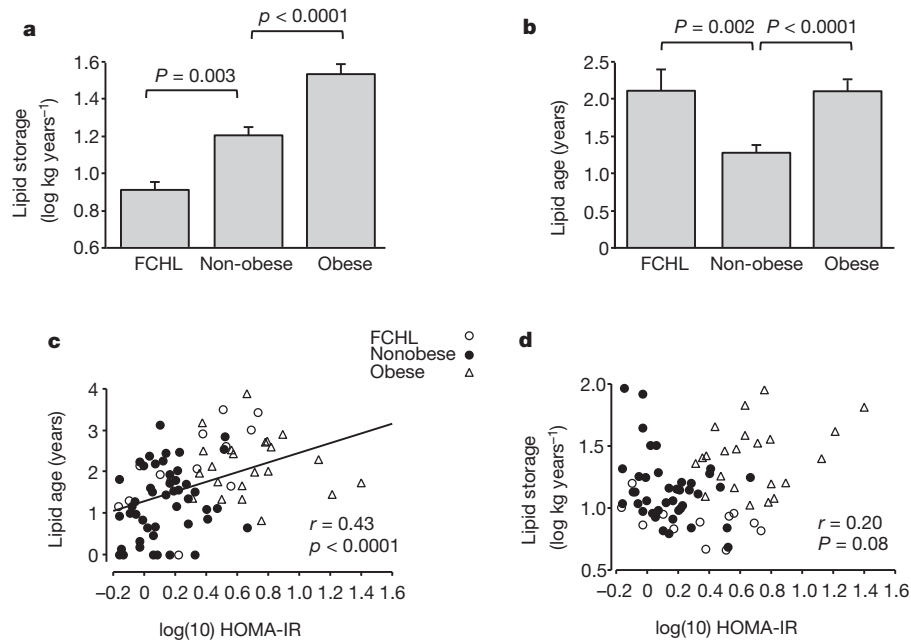 a
p < 0.0001
P = 0.003
Lipid storage
(log kg years⁻¹)
1.6
1.4
1.2
1.0
0.8
0.6
FCHL Non-obese Obese
b
P = 0.002 P < 0.0001
Lipid age (years)
2.5
2.0
1.5
1.0
0.5
0
FCHL Non-obese Obese
c
FCHL
Nonobese
Obese
Lipid age (years)
4
3
2
1
0
r = 0.43
p < 0.0001
−0.2 0 0.2 0.4 0.6 0.8 1.0 1.2 1.4 1.6
log(10) HOMA-IR
d
Lipid storage
(log kg years⁻¹)
2.0
1.5
1.0
0.5
r = 0.20
P = 0.08
−0.2 0 0.2 0.4 0.6 0.8 1.0 1.2 1.4 1.6
log(10) HOMA-IR